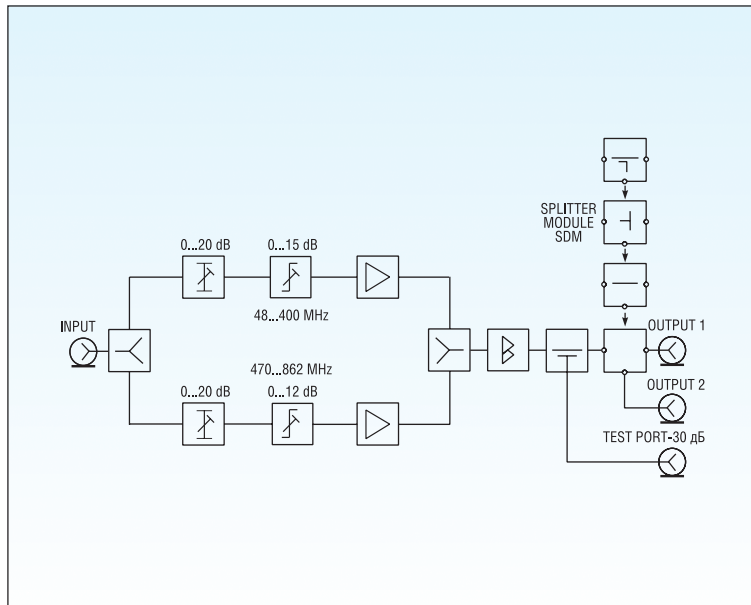 SPLITTER
MODULE
SDM
0...20 dB
0...15 dB
48...400 MHz
INPUT
OUTPUT 1
470...862 MHz
0...20 dB
0...12 dB
OUTPUT 2
TEST PORT-30 дБ